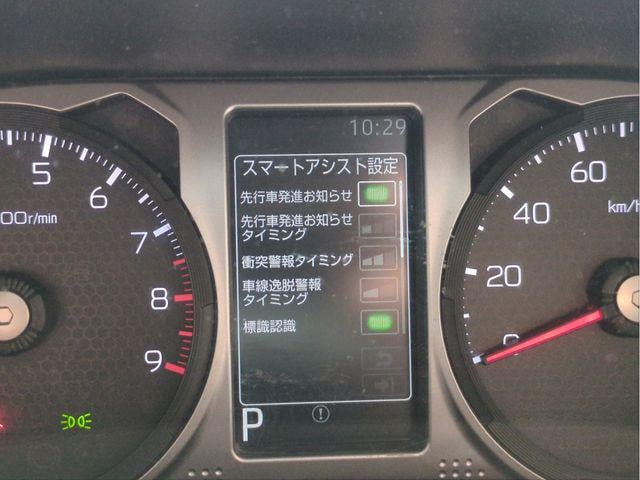 10:29
スマートアシスト設定
先行車発進お知らせ
先行車発進お知らせ
タイミング
衝突警報タイミング
車線逸脱警報
タイミング
標識認識
P
5
6
7
8
9
00r/min
60
40
20
0
km/h